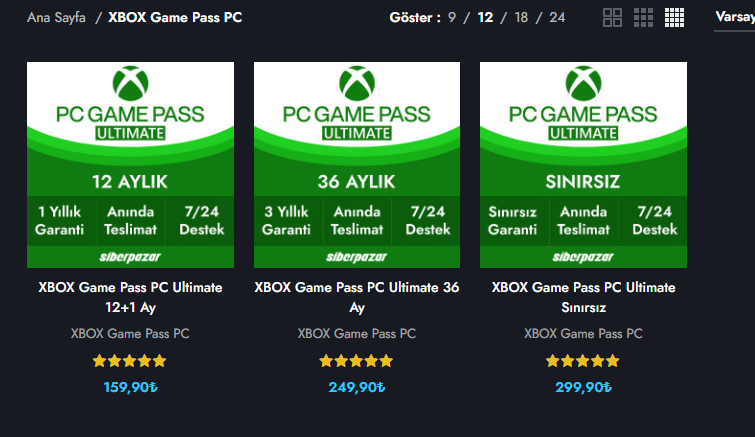 Ana Sayfa / XBOX Game Pass PC
Göster : 9 / 12 / 18 / 24
Varsay
PC GAME PASS
ULTIMATE
12 AYLIK
1 Yıllık Garanti
Anında Teslimat
7/24 Destek
siberpazar
XBOX Game Pass PC Ultimate
12+1 Ay
XBOX Game Pass PC
159,90₺
PC GAME PASS
ULTIMATE
36 AYLIK
3 Yıllık Garanti
Anında Teslimat
7/24 Destek
siberpazar
XBOX Game Pass PC Ultimate 36
Ay
XBOX Game Pass PC
249,90₺
PC GAME PASS
ULTIMATE
SINIRSIZ
Sınırsız Garanti
Anında Teslimat
7/24 Destek
siberpazar
XBOX Game Pass PC Ultimate
Sınırsız
XBOX Game Pass PC
299,90₺